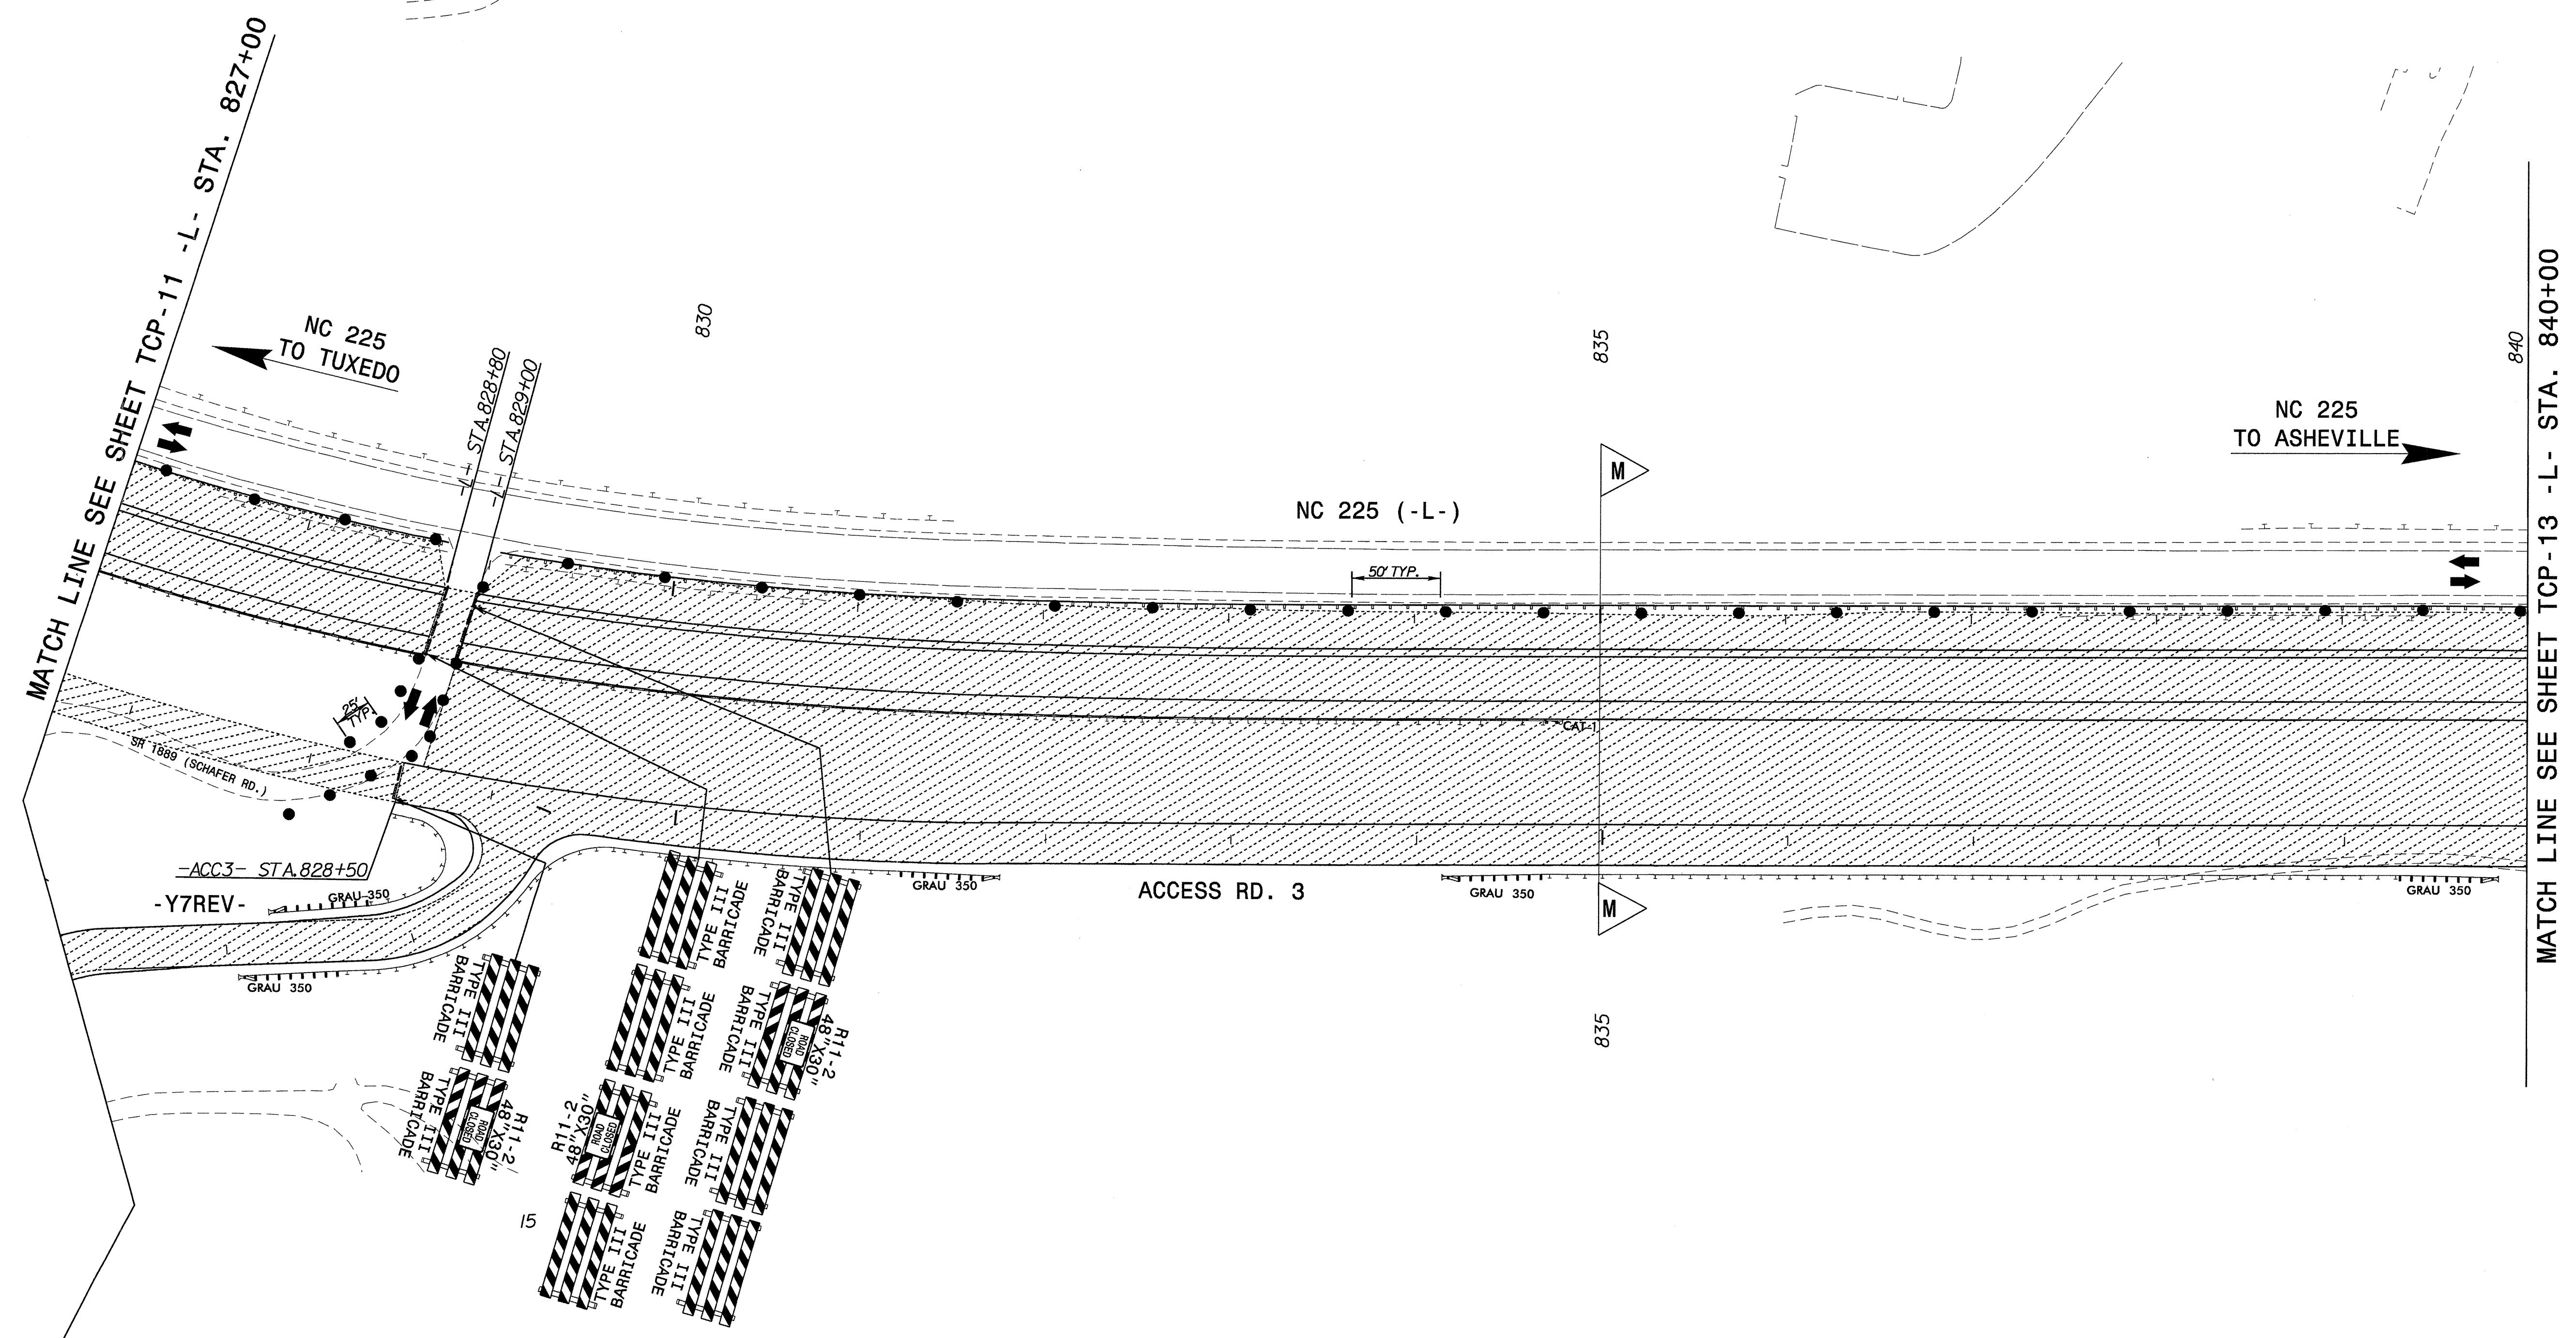 MATCH LINE SEE SHEET TCP-11 -L- STA. 827+00
NC 225
TO TUXEDO
-L- STA.828+80
-L- STA.829+00
830
835
840
NC 225
TO ASHEVILLE
MATCH LINE SEE SHEET TCP-13 -L- STA. 840+00
M
NC 225 (-L-)
50' TYP.
25'
TYP.
CAT-1
SR 1889 (SCHAFER RD.)
-ACC3- STA.828+50
-Y7REV-
GRAU 350
GRAU 350
GRAU 350
ACCESS RD. 3
GRAU 350
M
GRAU 350
835
TYPE III
BARRICADE
TYPE III
BARRICADE
ROAD
CLOSED
R11-2
48"X30"
TYPE III
BARRICADE
TYPE III
BARRICADE
R11-2
48"X30"
ROAD
CLOSED
TYPE III
BARRICADE
TYPE III
BARRICADE
TYPE III
BARRICADE
TYPE III
BARRICADE
ROAD
CLOSED
R11-2
48"X30"
TYPE III
BARRICADE
TYPE III
BARRICADE
15